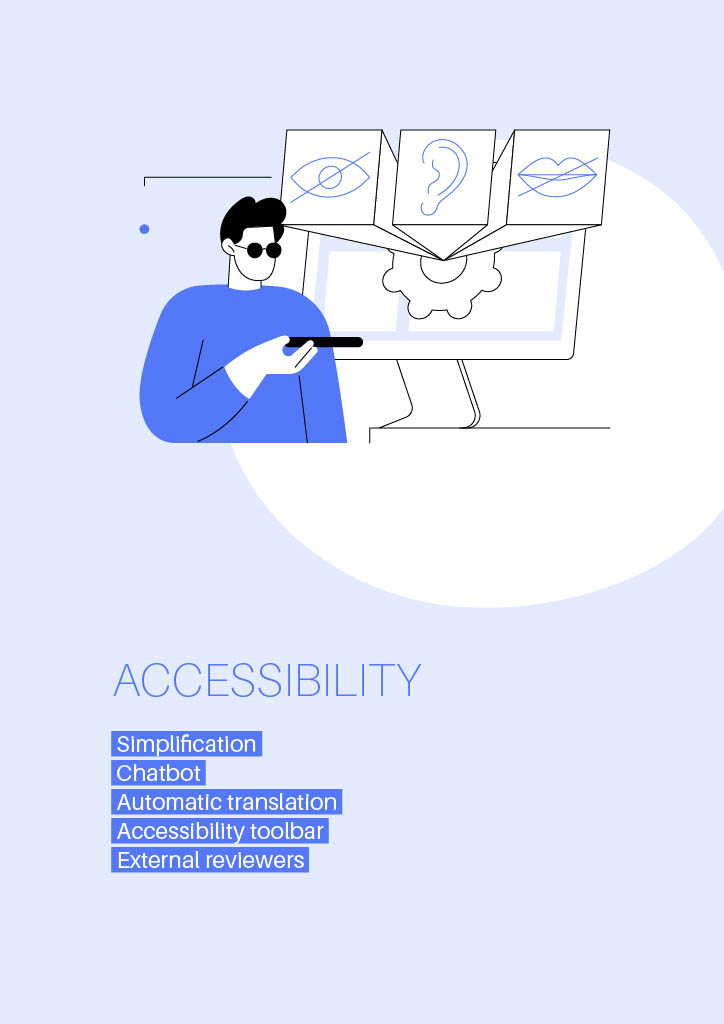 ACCESSIBILITY
Simplification
Chatbot
Automatic translation
Accessibility toolbar
External reviewers